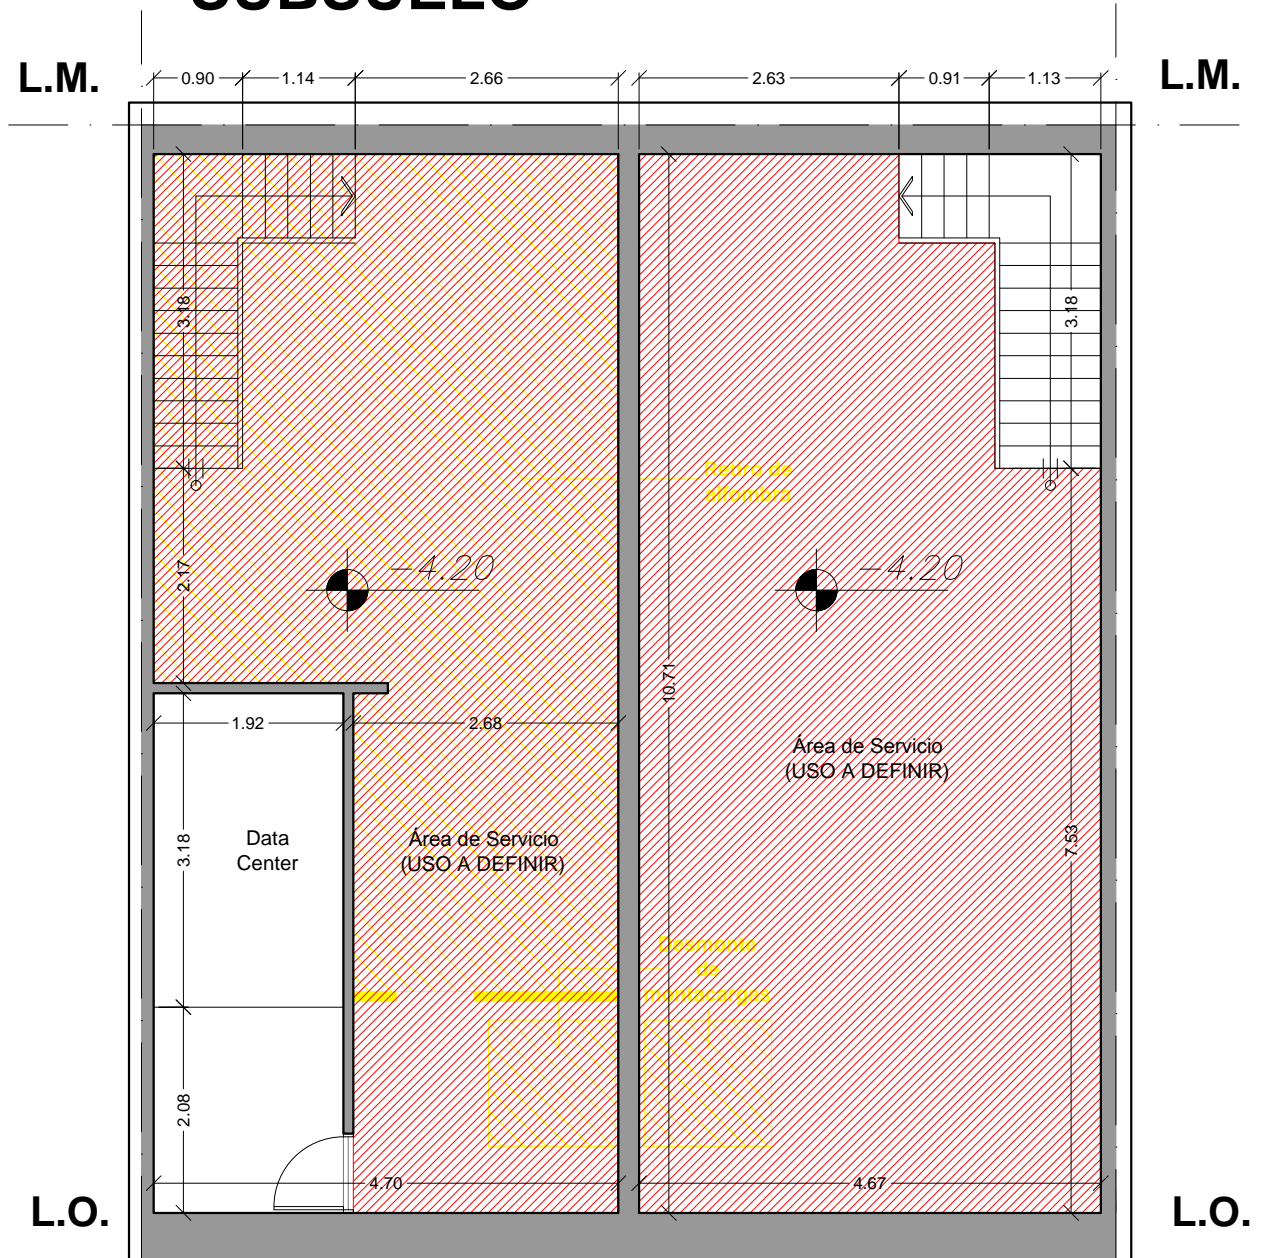 SUBSUELO
L.M.
0.90
1.14
2.66
2.63
0.91
1.13
L.M.
3.18
3.18
Retiro de
alfombra
-4.20
-4.20
2.17
10.71
1.92
2.68
Área de Servicio
(USO A DEFINIR)
Data
Center
3.18
Área de Servicio
(USO A DEFINIR)
7.53
Desmonte
de
montacargas
2.08
4.70
4.67
L.O.
L.O.